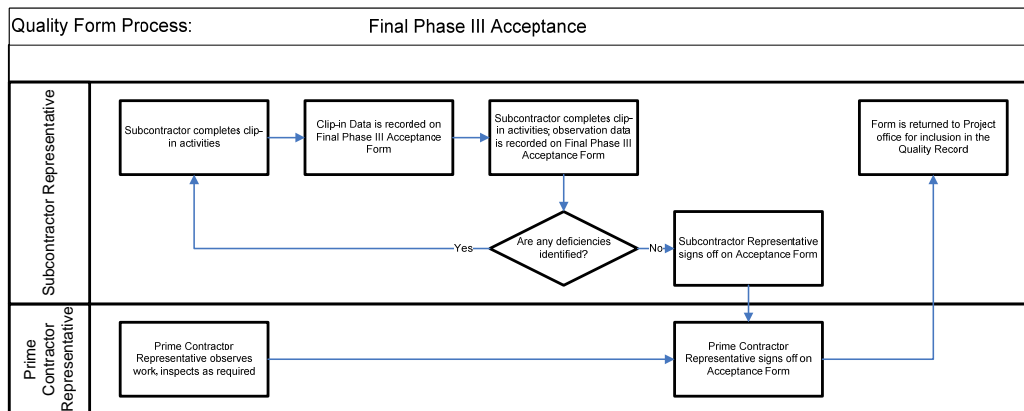 Quality Form Process:
Final Phase III Acceptance
Subcontractor Representative
Subcontractor completes clip-
in activities
Clip-in Data is recorded on
Final Phase III Acceptance
Form
Subcontractor completes clip-
in activities; observation data
is recorded on Final Phase III
Acceptance Form
Form is returned to Project
office for inclusion in the
Quality Record
Are any deficiencies
identified?
Yes
No
Subcontractor Representative
signs off on Acceptance Form
Prime
Contractor
Representative
Prime Contractor
Representative observes
work, inspects as required
Prime Contractor
Representative signs off on
Acceptance Form